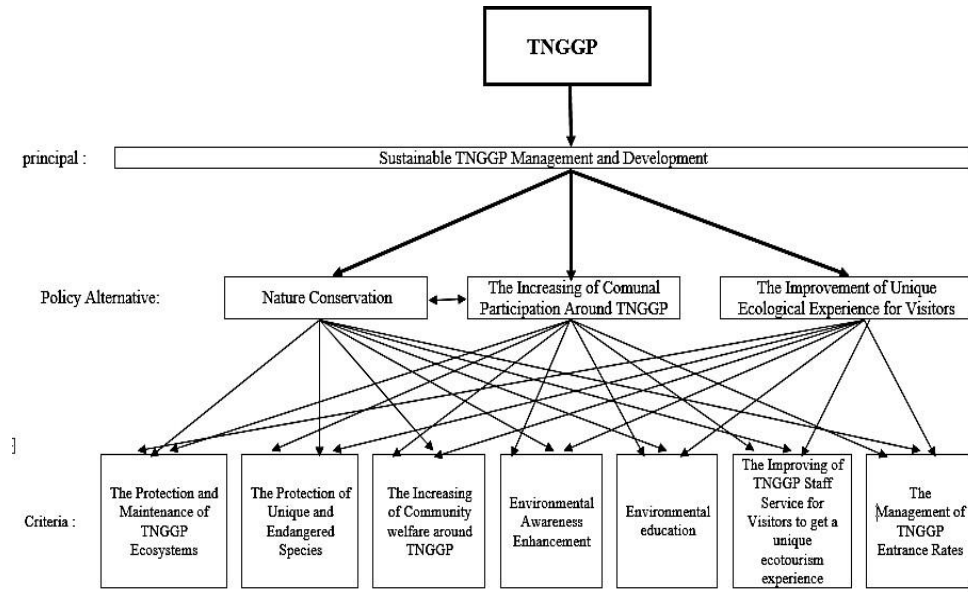 TNGGP
principal :
Sustainable TNGGP Management and Development
Policy Alternative:
Nature Conservation
The Increasing of Comunal
Participation Around TNGGP
The Improvement of Unique
Ecological Experience for Visitors
]
Criteria :
The Protection and
Maintenance of
TNGGP
Ecosystems
The Protection of
Unique and
Endangered
Species
The Increasing
of Community
welfare around
TNGGP
Environmental
Awareness
Enhancement
Environmental
education
The Improving of
TNGGP Staff
Service for
Visitors to get a
unique
ecotourism
experience
The
Management of
TNGGP
Entrance Rates